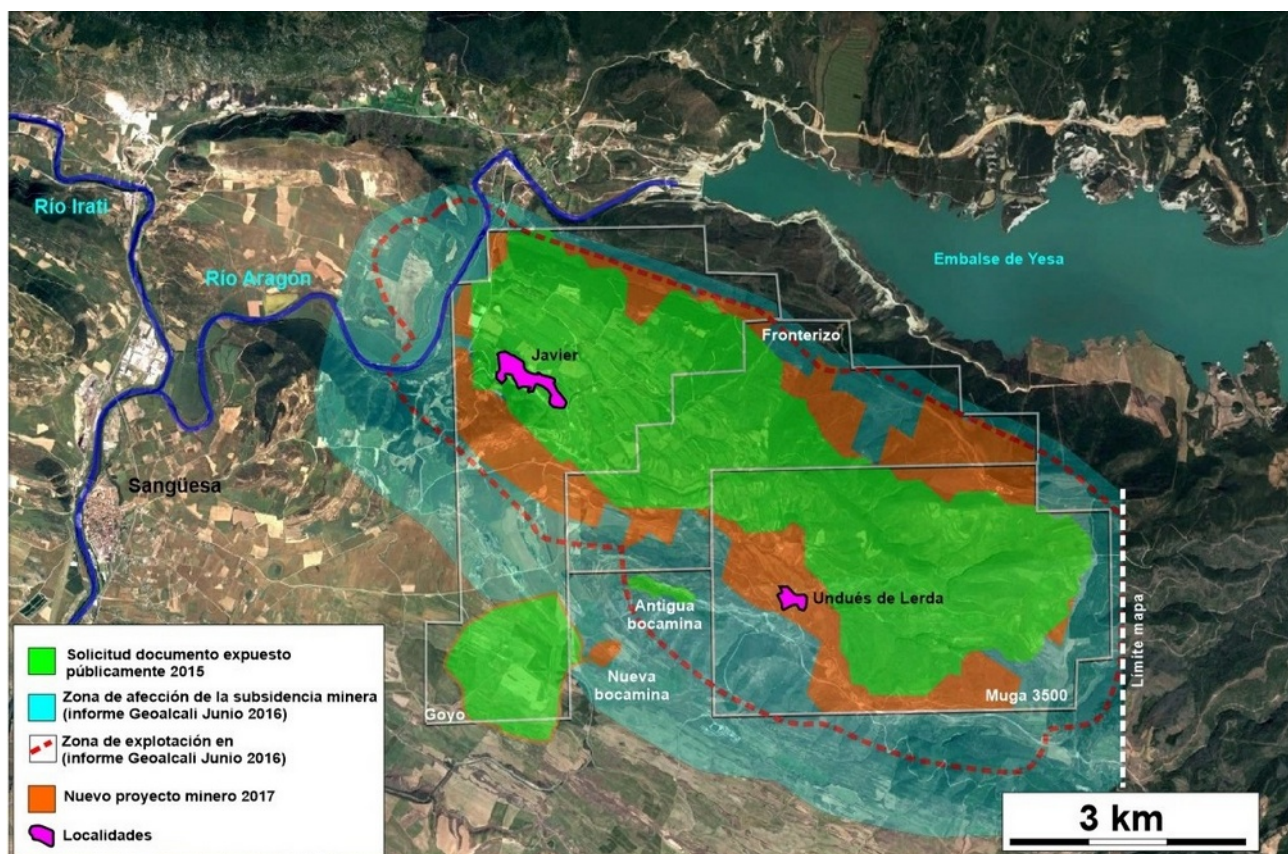 Río Irati
Río Aragón
Embalse de Yesa
Fronterizo
Javier
Sangüesa
Antigua
bocamina
Undués de Lerda
Nueva
bocamina
Muga 3500
Goyo
Límite mapa
Solicitud documento expuesto
públicamente 2015
Zona de afección de la subsidencia minera
(informe Geoalcali Junio 2016)
Zona de explotación en
(informe Geoalcali Junio 2016)
Nuevo proyecto minero 2017
Localidades
3 km